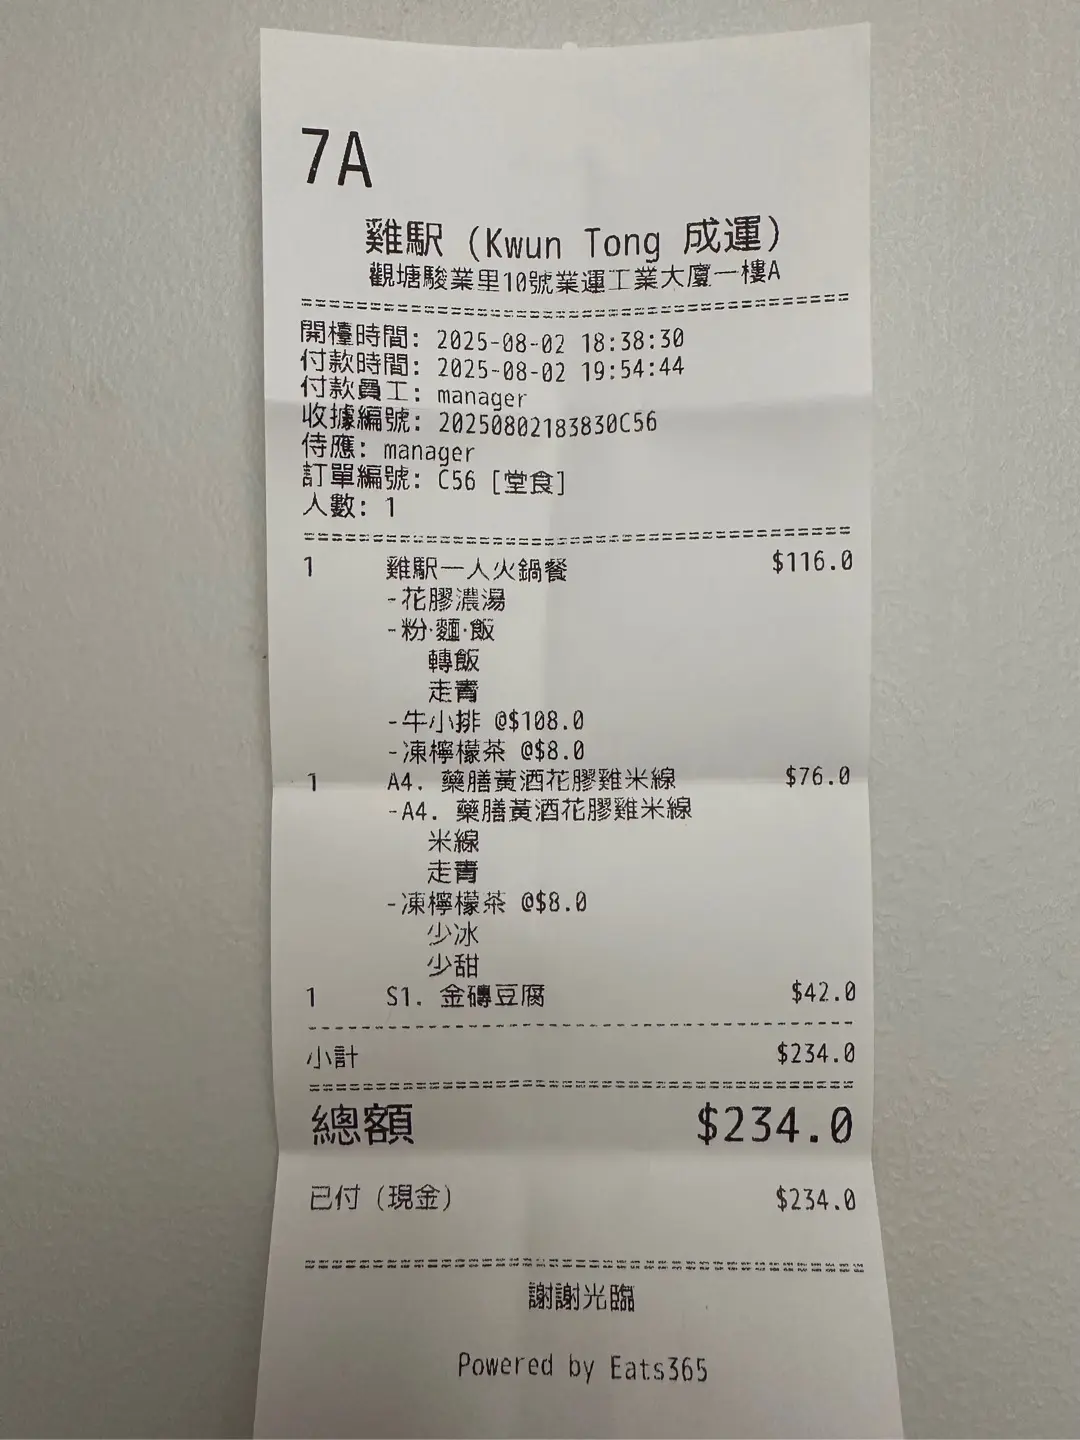 7A
雞駅 (Kwun Tong 成運)
觀塘駿業里10號業運工業大廈一樓A
開檯時間: 2025-08-02 18:38:30
付款時間: 2025-08-02 19:54:44
付款員工: manager
收據編號: 20250802183830C56
侍應: manager
訂單編號: C56 [堂食]
人數: 1
1 雞駅一人火鍋餐 $116.0
-花膠濃湯
-粉·麵·飯
轉飯
走青
-牛小排 @$108.0
-凍檸檬茶 @$8.0
1 A4. 藥膳黃酒花膠雞米線 $76.0
-A4. 藥膳黃酒花膠雞米線
米線
走青
-凍檸檬茶 @$8.0
少冰
少甜
1 S1. 金磚豆腐 $42.0
小計 $234.0
總額 $234.0
已付 (現金) $234.0
謝謝光臨
Powered by Eats365